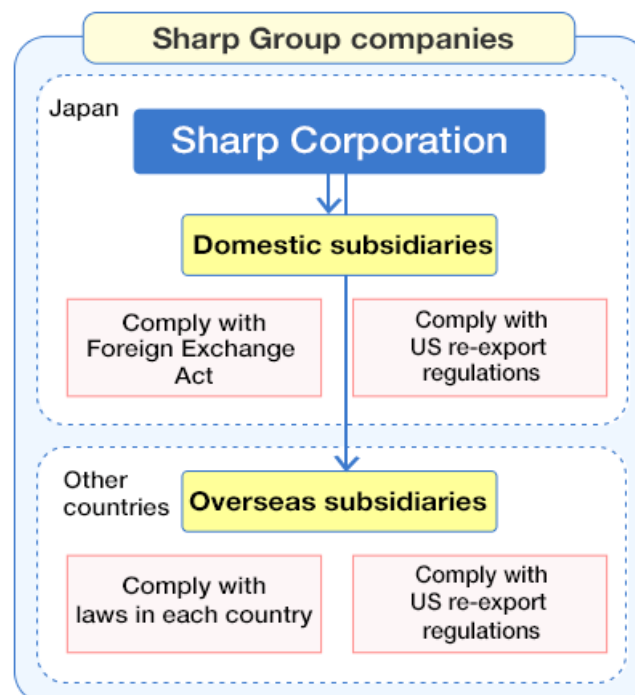 Sharp Group companies
Japan
Sharp Corporation
Domestic subsidiaries
Comply with
Foreign Exchange
Act
Comply with
US re-export
regulations
Other
countries
Overseas subsidiaries
Comply with
laws in each country
Comply with
US re-export
regulations